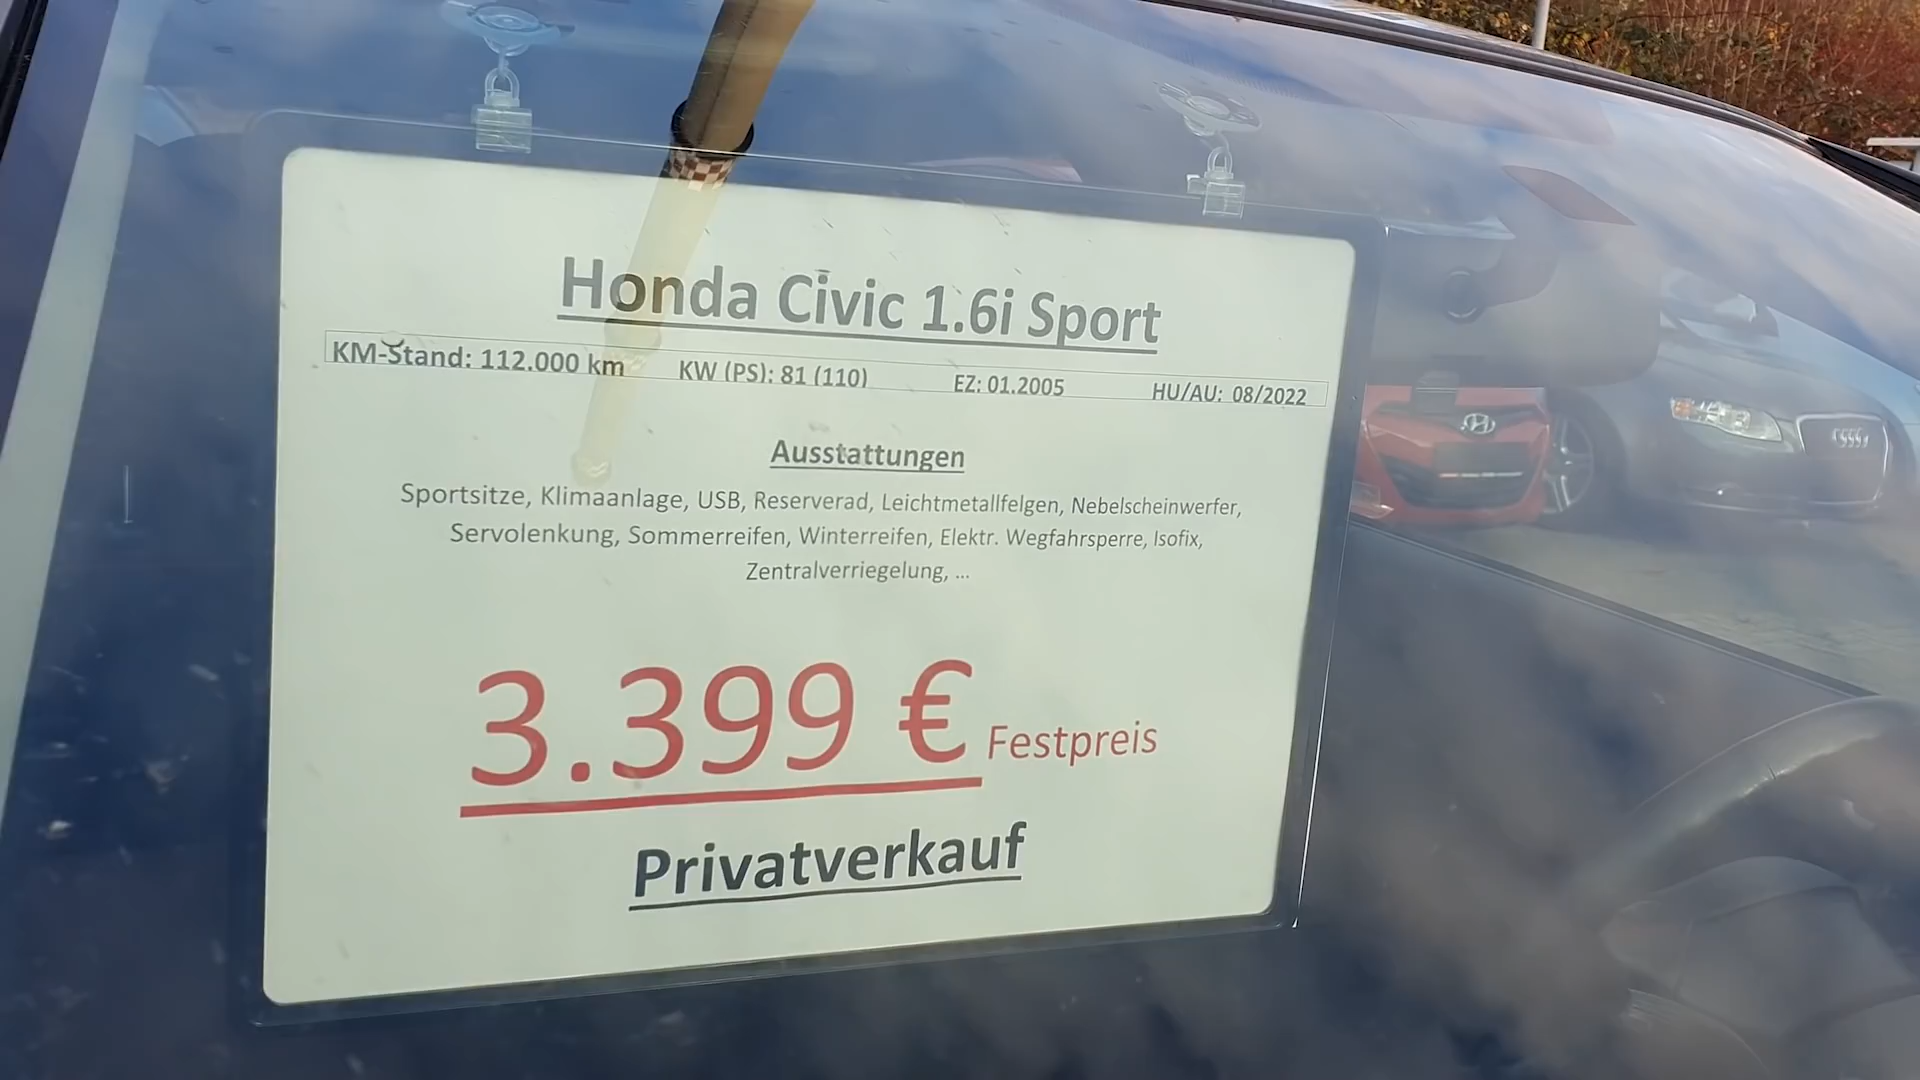 Honda Civic 1.6i Sport
KM-Stand: 112.000 km KW (PS): 81 (110) EZ: 01.2005 HU/AU: 08/2022
Ausstattungen
Sportsitze, Klimaanlage, USB, Reserverad, Leichtmetallfelgen, Nebelscheinwerfer,
Servolenkung, Sommerreifen, Winterreifen, Elektr. Wegfahrsperre, Isofix,
Zentralverriegelung, ...
3.399 € Festpreis
Privatverkauf